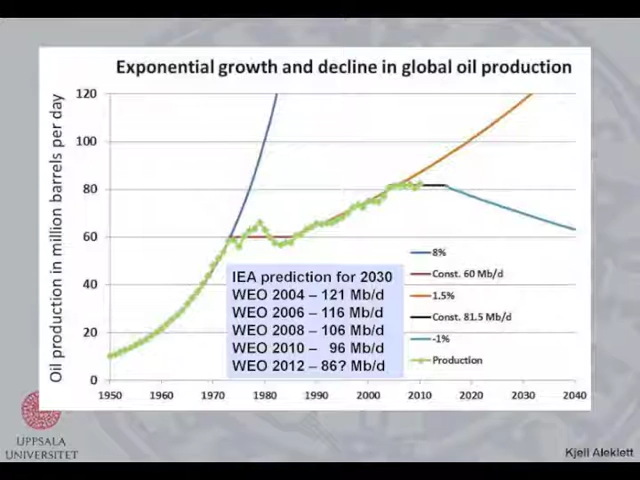 Exponential growth and decline in global oil production
Oil production in million barrels per day
120
100
80
60
40
20
0
1950 1960 1970 1980 1990 2000 2010 2020 2030 2040
IEA prediction for 2030
WEO 2004 – 121 Mb/d
WEO 2006 – 116 Mb/d
WEO 2008 – 106 Mb/d
WEO 2010 – 96 Mb/d
WEO 2012 – 86? Mb/d
8%
Const. 60 Mb/d
1.5%
Const. 81.5 Mb/d
-1%
Production
UPPSALA
UNIVERSITET
Kjell Aleklett